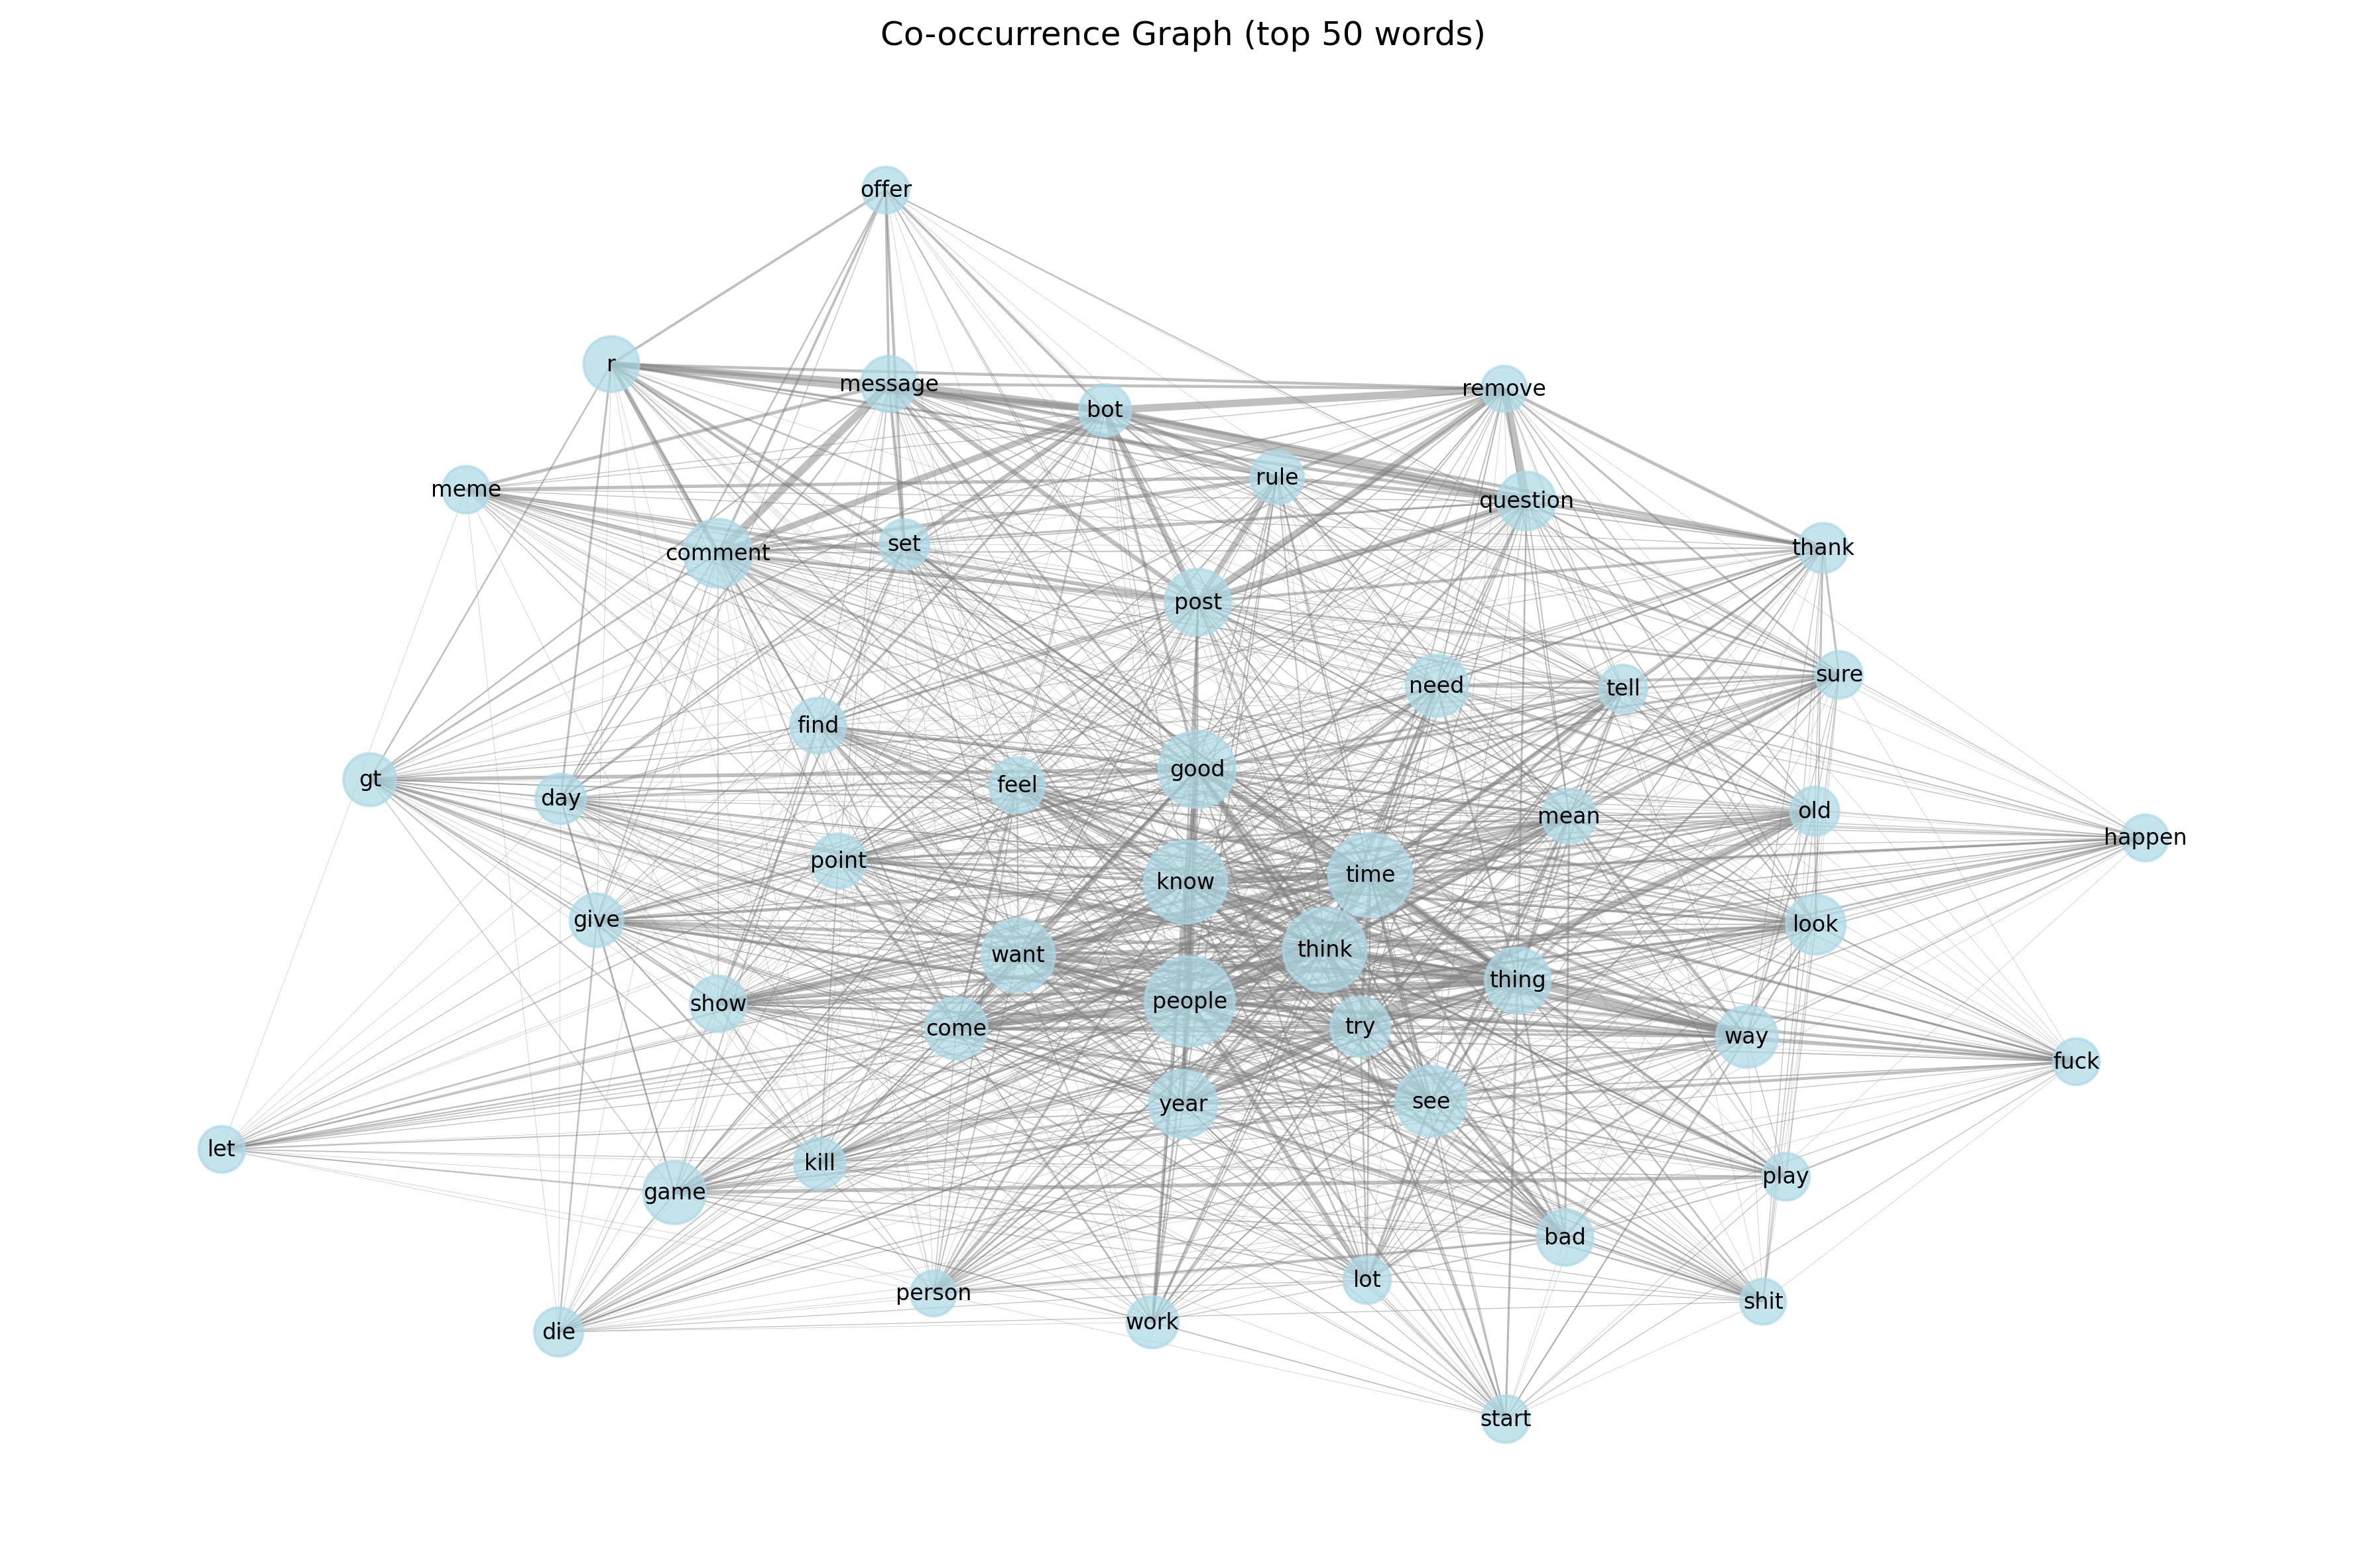 Co-occurrence Graph (top 50 words)
offer
r
message
remove
bot
rule
meme
question
set
thank
comment
post
sure
need
tell
find
good
gt
feel
day
old
mean
happen
point
time
know
give
look
think
want
thing
people
show
try
come
way
fuck
see
year
let
kill
play
game
bad
lot
person
shit
work
die
start